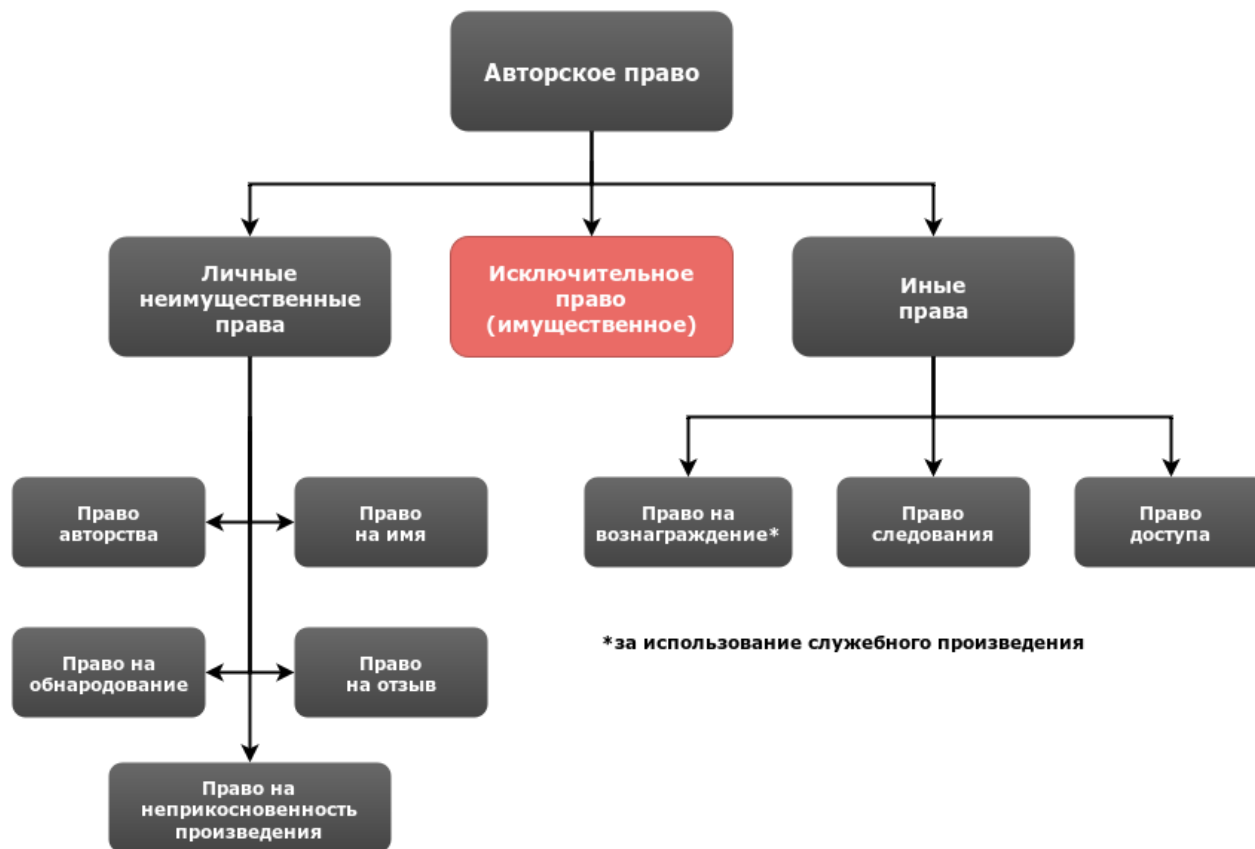 Авторское право
Личные
неимущественные
права
Исключительное
право
(имущественное)
Иные
права
Право
авторства
Право
на имя
Право на
вознаграждение*
Право
следования
Право
доступа
*за использование служебного произведения
Право на
обнародование
Право
на отзыв
Право на
неприкосновенность
произведения